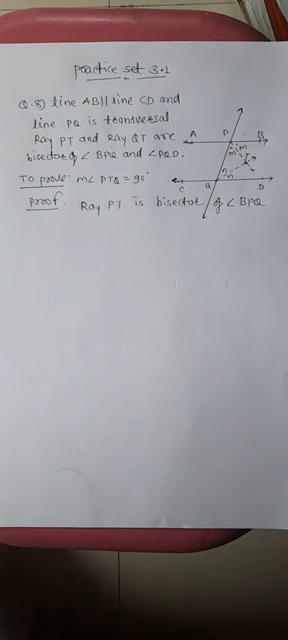 Practice set 3.1
Q-8) line AB || line CD and
line PQ is transversal
Ray PT and Ray QT are
bisector of ∠ BPQ and ∠PQD.
TO prove: m∠ PTQ = 90°
Proof. Ray PT is bisector of ∠ BPQ
A P B
m m
T
n n
C Q D